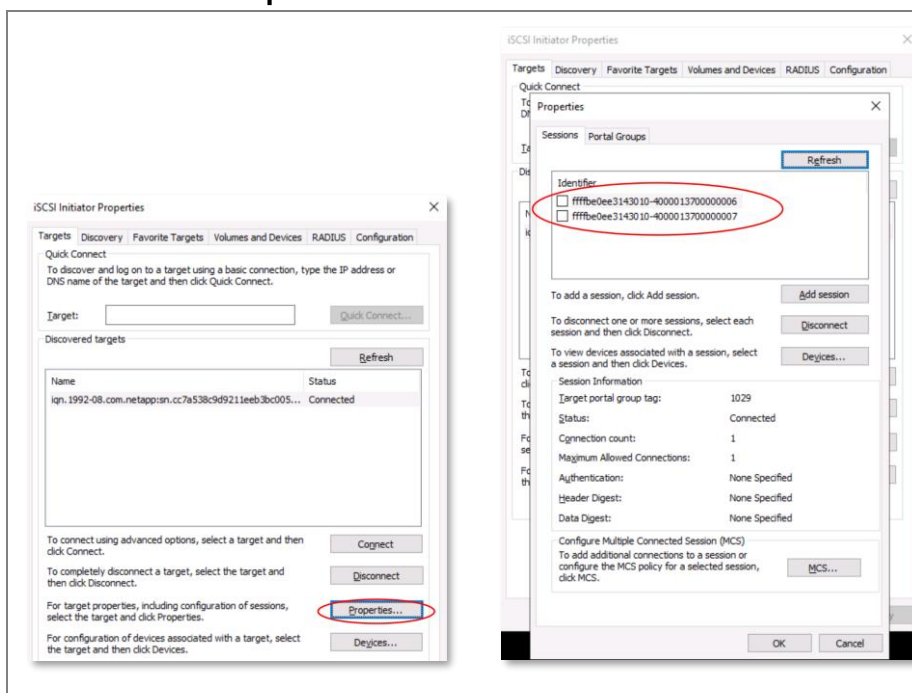 iSCSI Initiator Properties
Targets Discovery Favorite Targets Volumes and Devices RADIUS Configuration
Quick Connect
To discover and log on to a target using a basic connection, type the IP address or
DNS name of the target and then click Quick Connect.
Target:
Quick Connect...
Discovered targets
Refresh
Name Status
iqn.1992-08.com.netapp:sn.cc7a538c9d9211eeb3bc005... Connected
To connect using advanced options, select a target and then
click Connect.
Connect
To completely disconnect a target, select the target and
then click Disconnect.
Disconnect
For target properties, including configuration of sessions,
select the target and click Properties.
Properties...
For configuration of devices associated with a target, select
the target and then click Devices.
Devices...
iSCSI Initiator Properties
Targets Discovery Favorite Targets Volumes and Devices RADIUS Configuration
Quick Connect
Properties
Sessions Portal Groups
Refresh
Identifier
ffffbe0ee3143010-4000013700000006
ffffbe0ee3143010-4000013700000007
To add a session, click Add session.
Add session
To disconnect one or more sessions, select each
session and then click Disconnect.
Disconnect
To view devices associated with a session, select
a session and then click Devices.
Devices...
Session Information
Target portal group tag: 1029
Status: Connected
Connection count: 1
Maximum Allowed Connections: 1
Authentication: None Specified
Header Digest: None Specified
Data Digest: None Specified
Configure Multiple Connected Session (MCS)
To add additional connections to a session or
configure the MCS policy for a selected session,
click MCS.
MCS...
OK Cancel